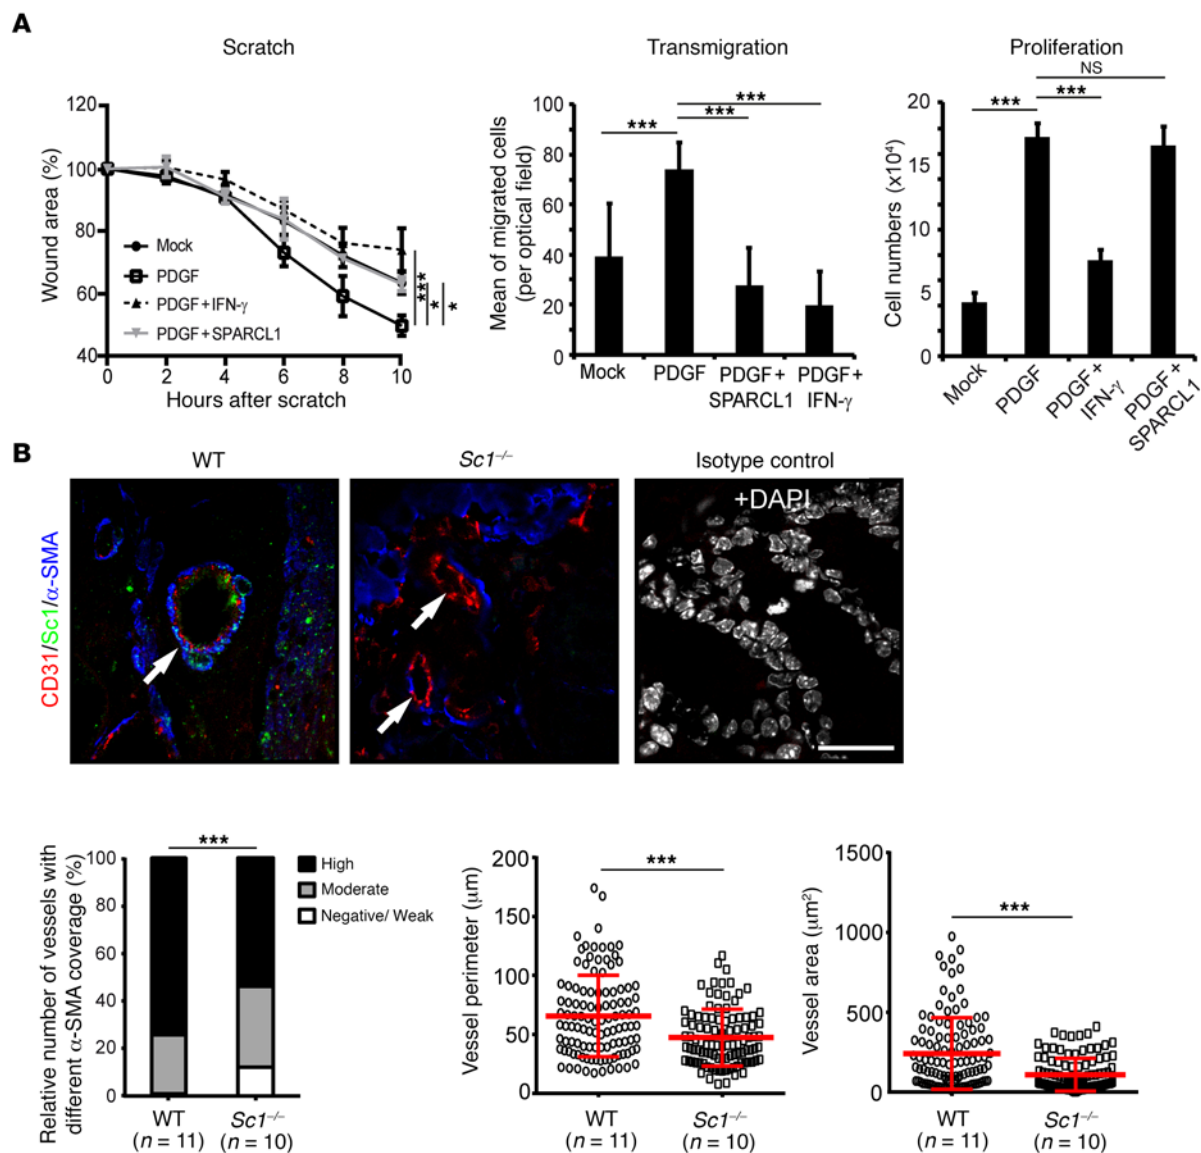 A
Scratch
Wound area (%)
120
100
80
60
40
0
2
4
6
8
10
Hours after scratch
Mock
PDGF
PDGF+IFN-γ
PDGF+SPARCL1
***
*
*
Transmigration
Mean of migrated cells
(per optical field)
100
80
60
40
20
0
***
***
***
Mock
PDGF
PDGF+
SPARCL1
PDGF+
IFN-γ
Proliferation
Cell numbers (x10⁴)
20
15
10
5
0
NS
***
***
Mock
PDGF
PDGF+
IFN-γ
PDGF+
SPARCL1
B
WT
Sc1⁻/⁻
Isotype control
CD31/Sc1/α-SMA
+DAPI
Relative number of vessels with
different α-SMA coverage (%)
100
80
60
40
20
0
***
High
Moderate
Negative/ Weak
WT
(n = 11)
Sc1⁻/⁻
(n = 10)
Vessel perimeter (μm)
200
150
100
50
0
***
WT
(n = 11)
Sc1⁻/⁻
(n = 10)
Vessel area (μm²)
1500
1000
500
0
***
WT
(n = 11)
Sc1⁻/⁻
(n = 10)